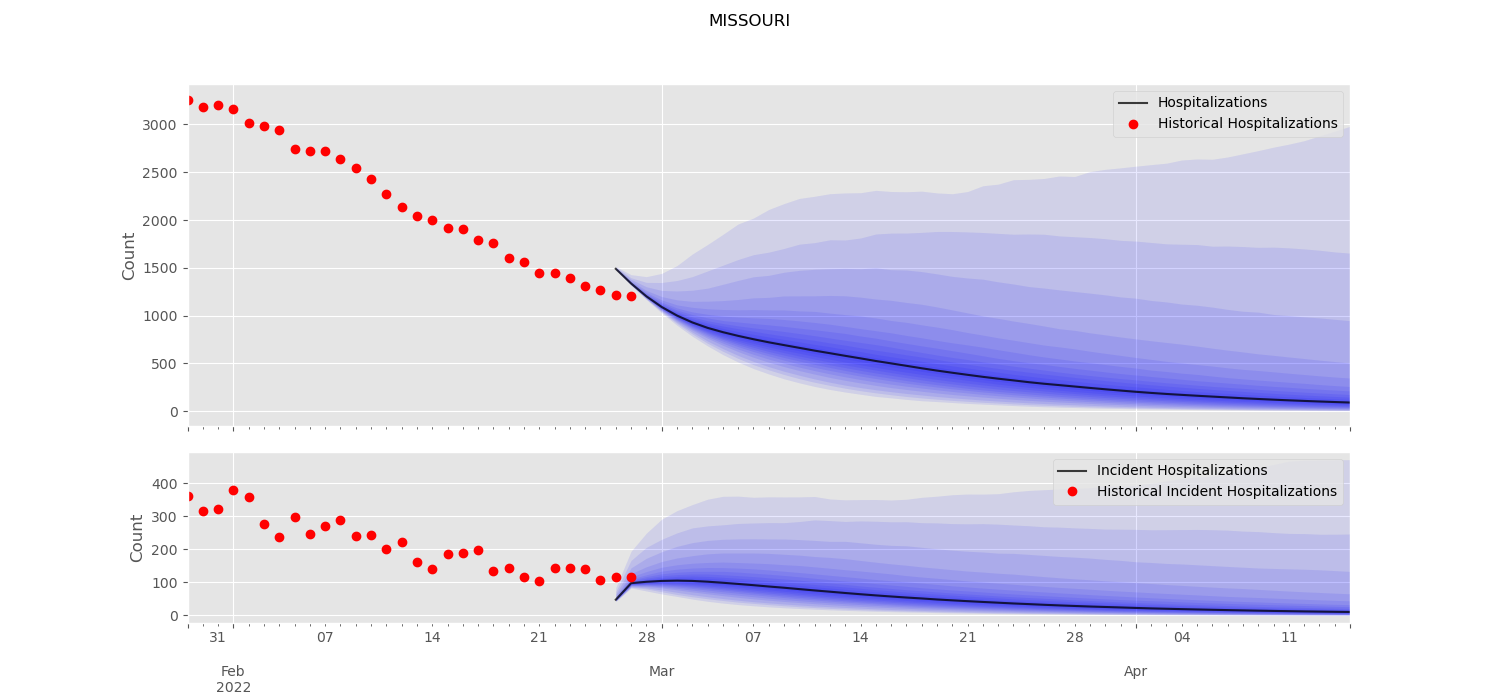 MISSOURI
Hospitalizations
Historical Hospitalizations
3000
2500
2000
1500
1000
500
0
Count
Incident Hospitalizations
Historical Incident Hospitalizations
400
300
200
100
0
Count
31 07 14 21 28 07 14 21 28 04 11
Feb Mar Apr
2022